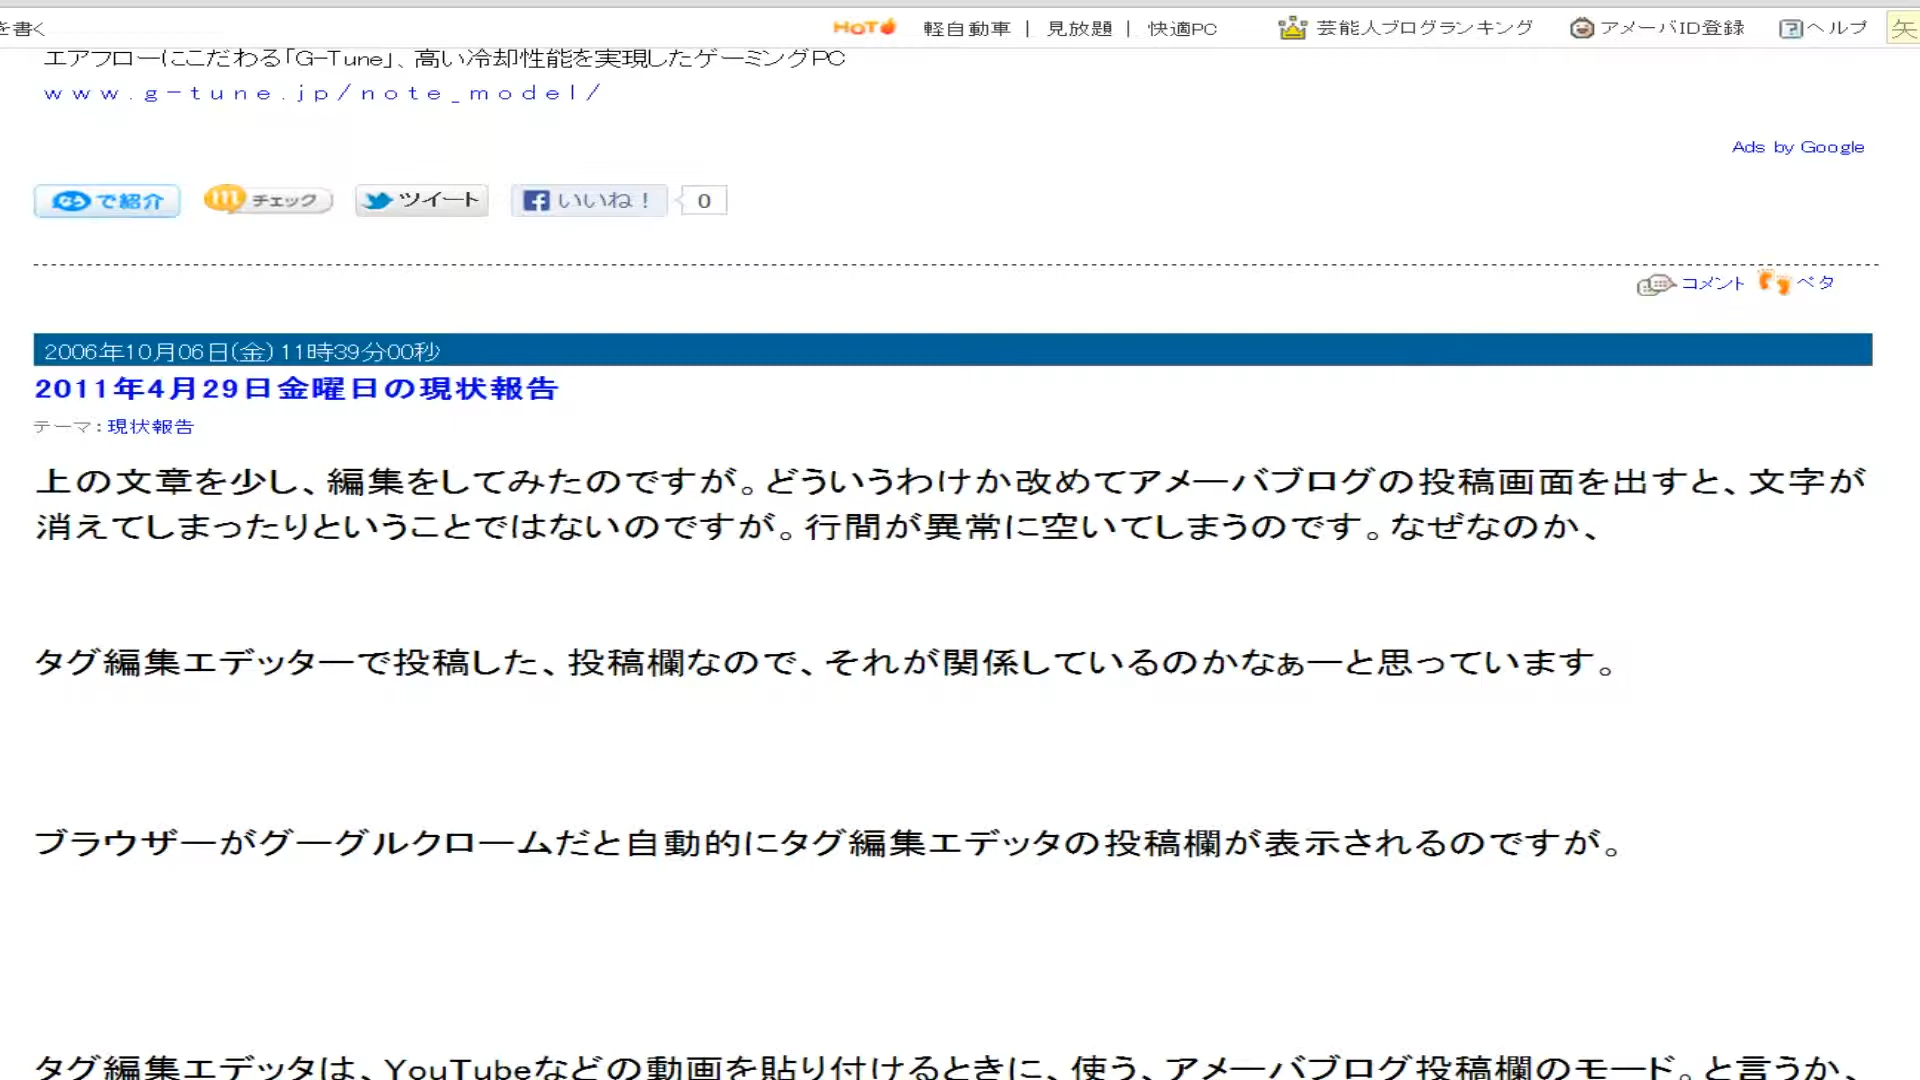 を書く HOT 軽自動車 | 見放題 | 快適PC 芸能人ブログランキング アメーバID登録 ヘルプ 矢
エアフローにこだわる「G-Tune」、高い冷却性能を実現したゲーミングPC
www.g-tune.jp/note_model/
Ads by Google
で紹介 チェック ツイート いいね！ 0
コメント ペタ
2006年10月06日(金) 11時39分00秒
2011年4月29日金曜日の現状報告
テーマ：現状報告
上の文章を少し、編集をしてみたのですが。どういうわけか改めてアメーバブログの投稿画面を出すと、文字が
消えてしまったりということではないのですが。行間が異常に空いてしまうのです。なぜなのか、
タグ編集エデッターで投稿した、投稿欄なので、それが関係しているのかなぁーと思っています。
ブラウザーがグーグルクロームだと自動的にタグ編集エデッタの投稿欄が表示されるのですが。
タグ編集エデッタは、YouTubeなどの動画を貼り付けるときに、使う、アメーバブログ投稿欄のモード。と言うか、